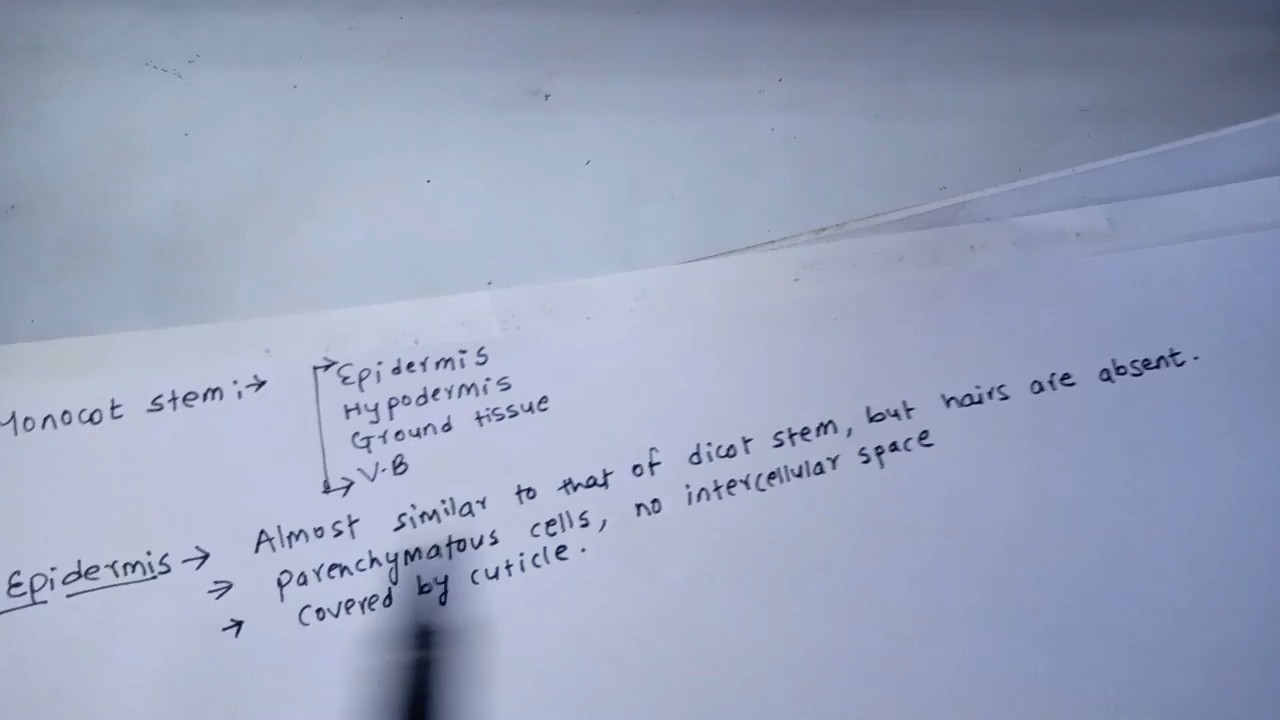 Monocot stem :→
Epidermis
Hypodermis
Ground tissue
V.B
Epidermis → Almost similar to that of dicot stem, but hairs are absent.
→ parenchymatous cells, no intercellular space
→ covered by cuticle.